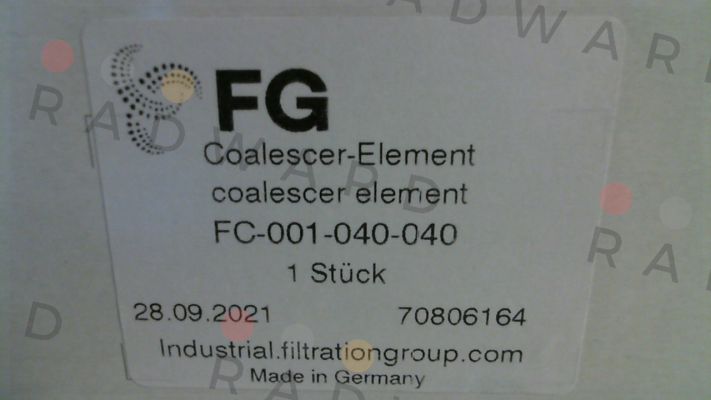 FG
Coalescer-Element
coalescer element
FC-001-040-040
1 Stück
28.09.2021 70806164
Industrial.filtrationgroup.com
Made in Germany
RADWARD